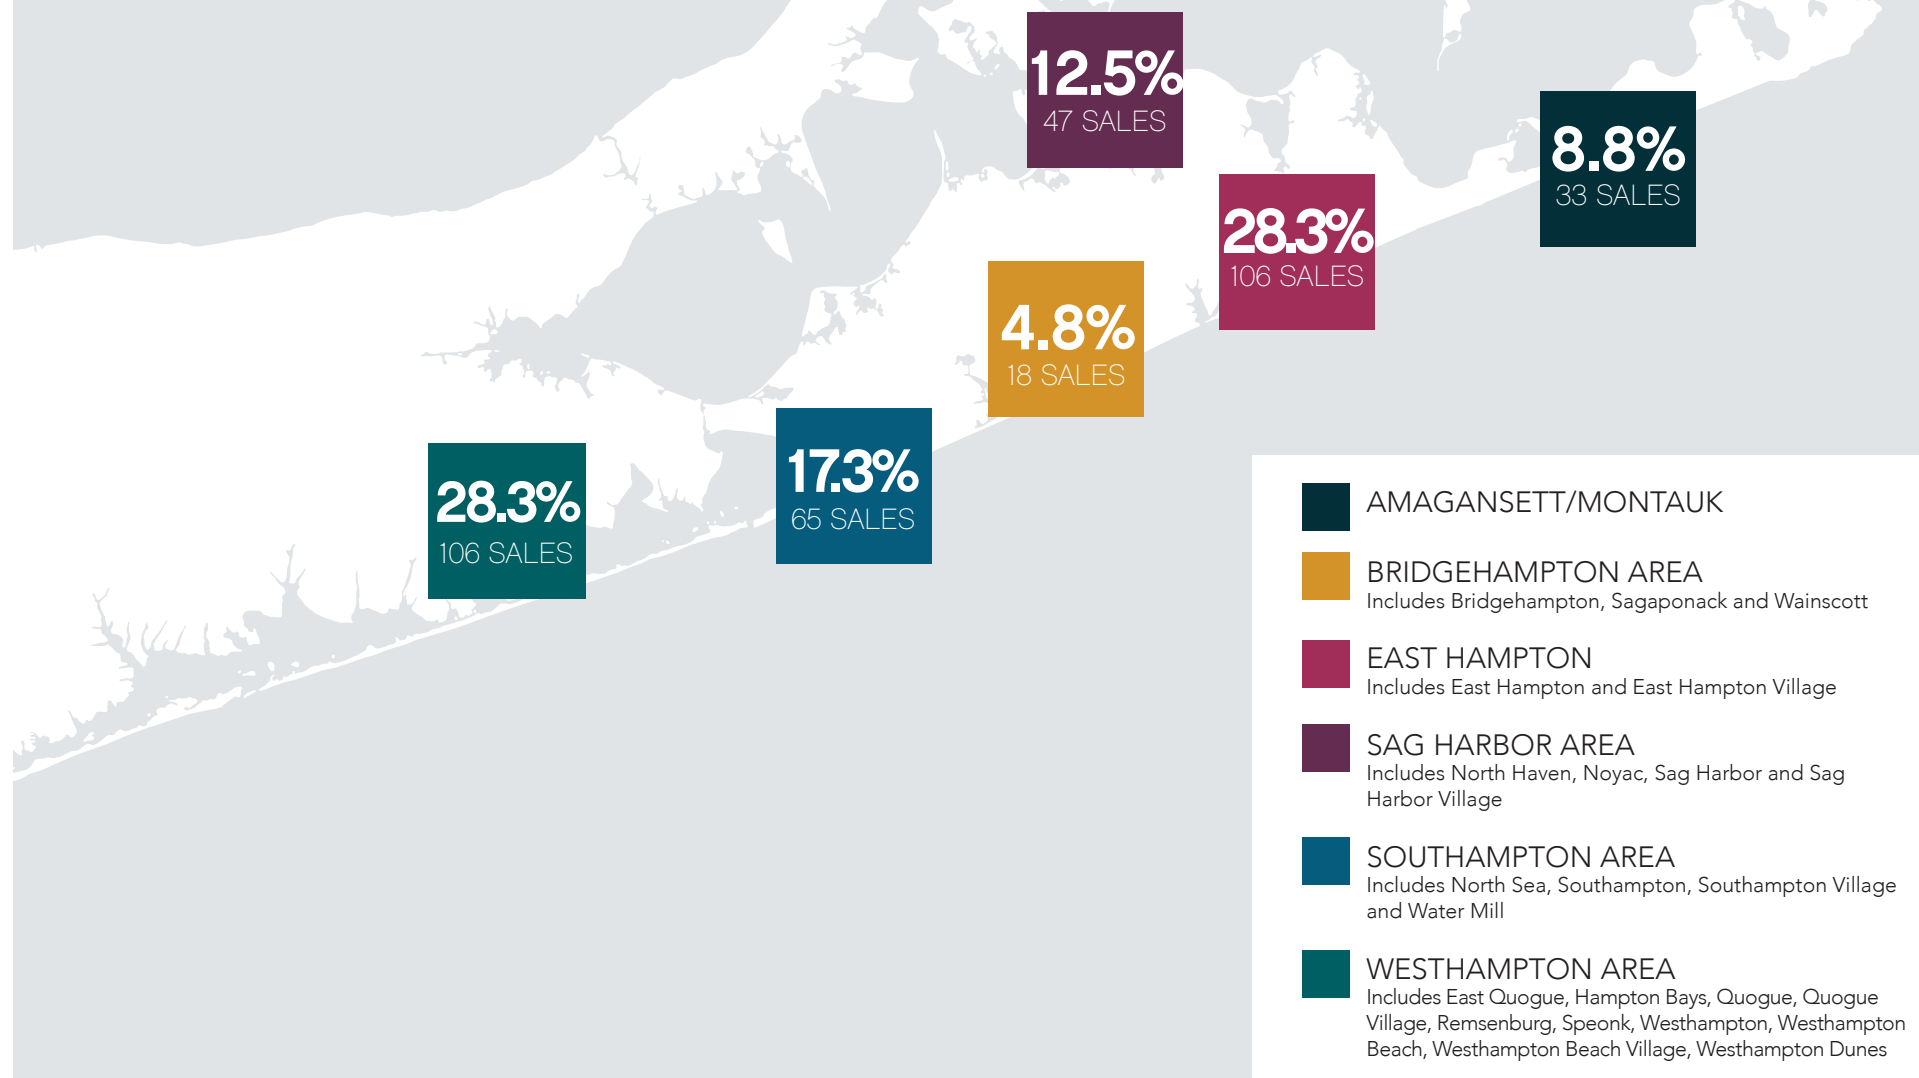 12.5%
47 SALES
8.8%
33 SALES
28.3%
106 SALES
4.8%
18 SALES
17.3%
65 SALES
28.3%
106 SALES
AMAGANSETT/MONTAUK
BRIDGEHAMPTON AREA
Includes Bridgehampton, Sagaponack and Wainscott
EAST HAMPTON
Includes East Hampton and East Hampton Village
SAG HARBOR AREA
Includes North Haven, Noyac, Sag Harbor and Sag
Harbor Village
SOUTHAMPTON AREA
Includes North Sea, Southampton, Southampton Village
and Water Mill
WESTHAMPTON AREA
Includes East Quogue, Hampton Bays, Quogue, Quogue
Village, Remsenburg, Speonk, Westhampton, Westhampton
Beach, Westhampton Beach Village, Westhampton Dunes